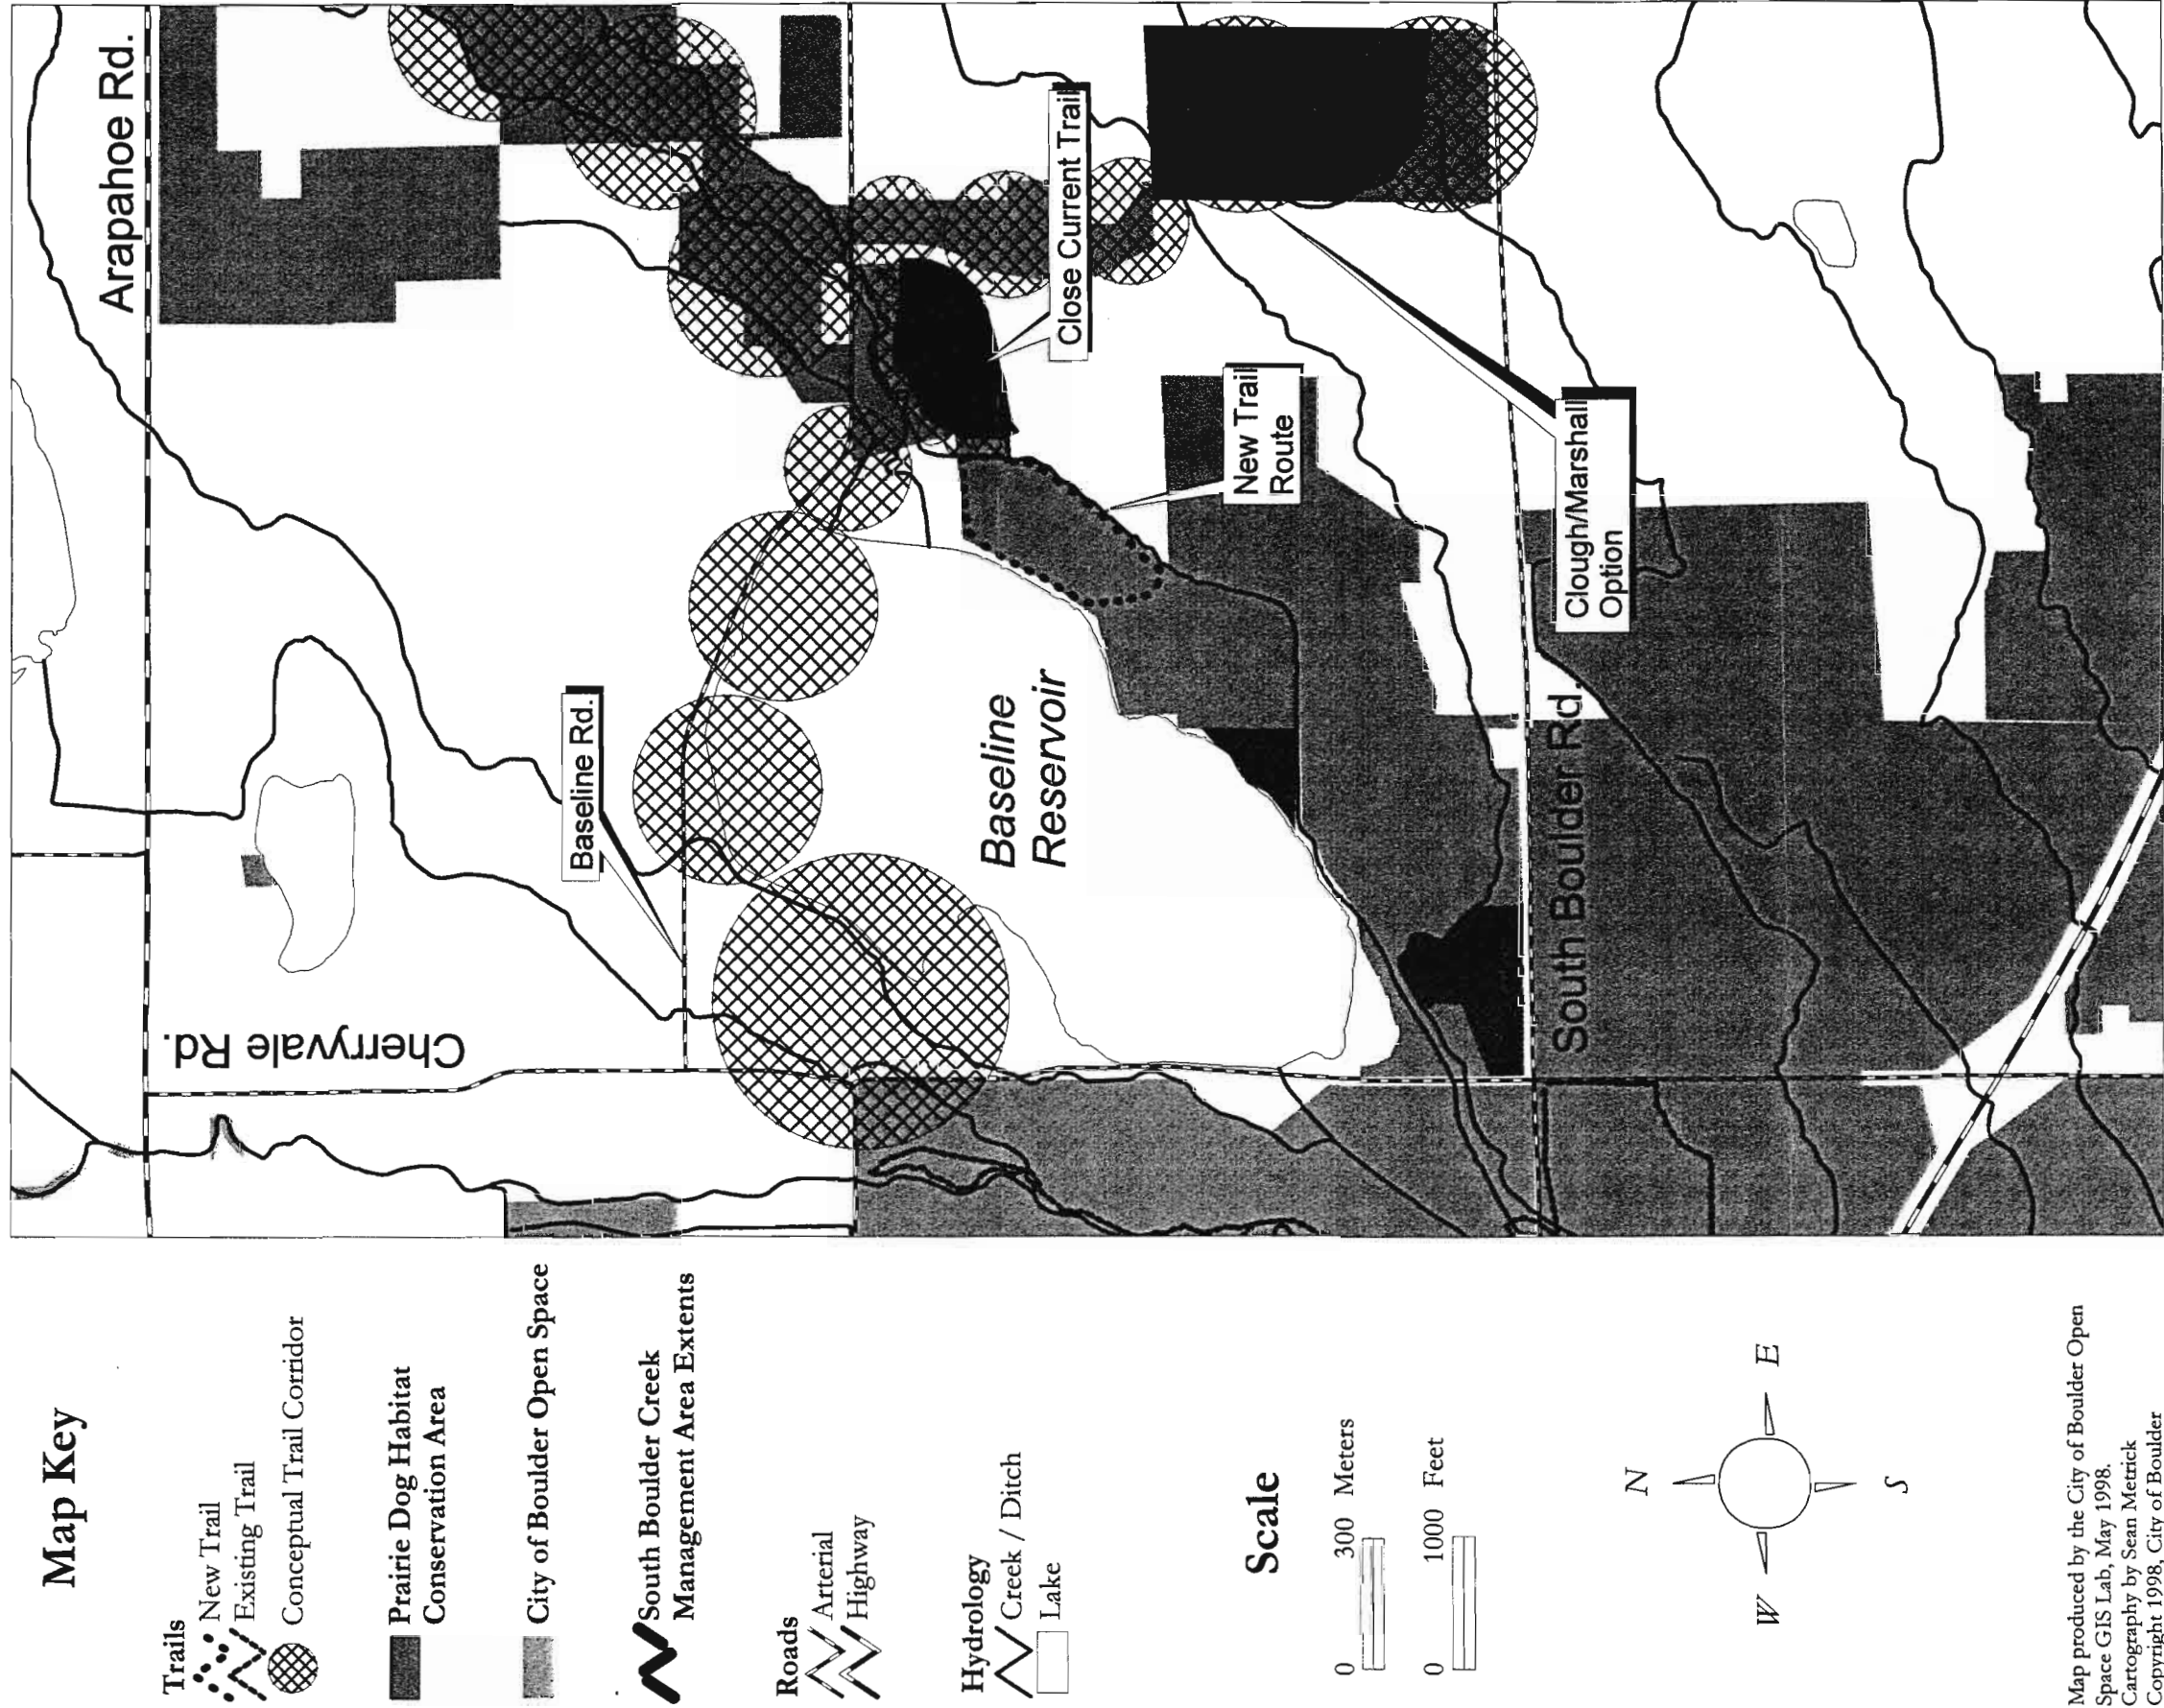 Map Key
Trails
New Trail
Existing Trail
Conceptual Trail Corridor
Prairie Dog Habitat
Conservation Area
City of Boulder Open Space
South Boulder Creek
Management Area Extents
Roads
Arterial
Highway
Hydrology
Creek / Ditch
Lake
Scale
0 300 Meters
0 1000 Feet
N
W E
S
Map produced by the City of Boulder Open
Space GIS Lab, May 1998.
Cartography by Sean Metrick
Copyright 1998, City of Boulder
Arapahoe Rd.
Cherryvale Rd.
Baseline Rd.
Baseline
Reservoir
Close Current Trail
New Trail
Route
South Boulder Rd.
Clough/Marshall
Option